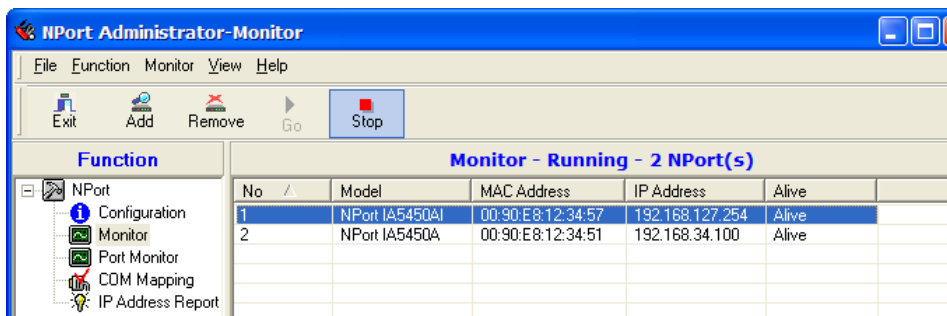 NPort Administrator-Monitor
File Function Monitor View Help
Exit Add Remove Go Stop
Function
Monitor - Running - 2 NPort(s)
NPort
Configuration
Monitor
Port Monitor
COM Mapping
IP Address Report
No Model MAC Address IP Address Alive
1 NPort IA5450AI 00:90:E8:12:34:57 192.168.127.254 Alive
2 NPort IA5450A 00:90:E8:12:34:51 192.168.34.100 Alive